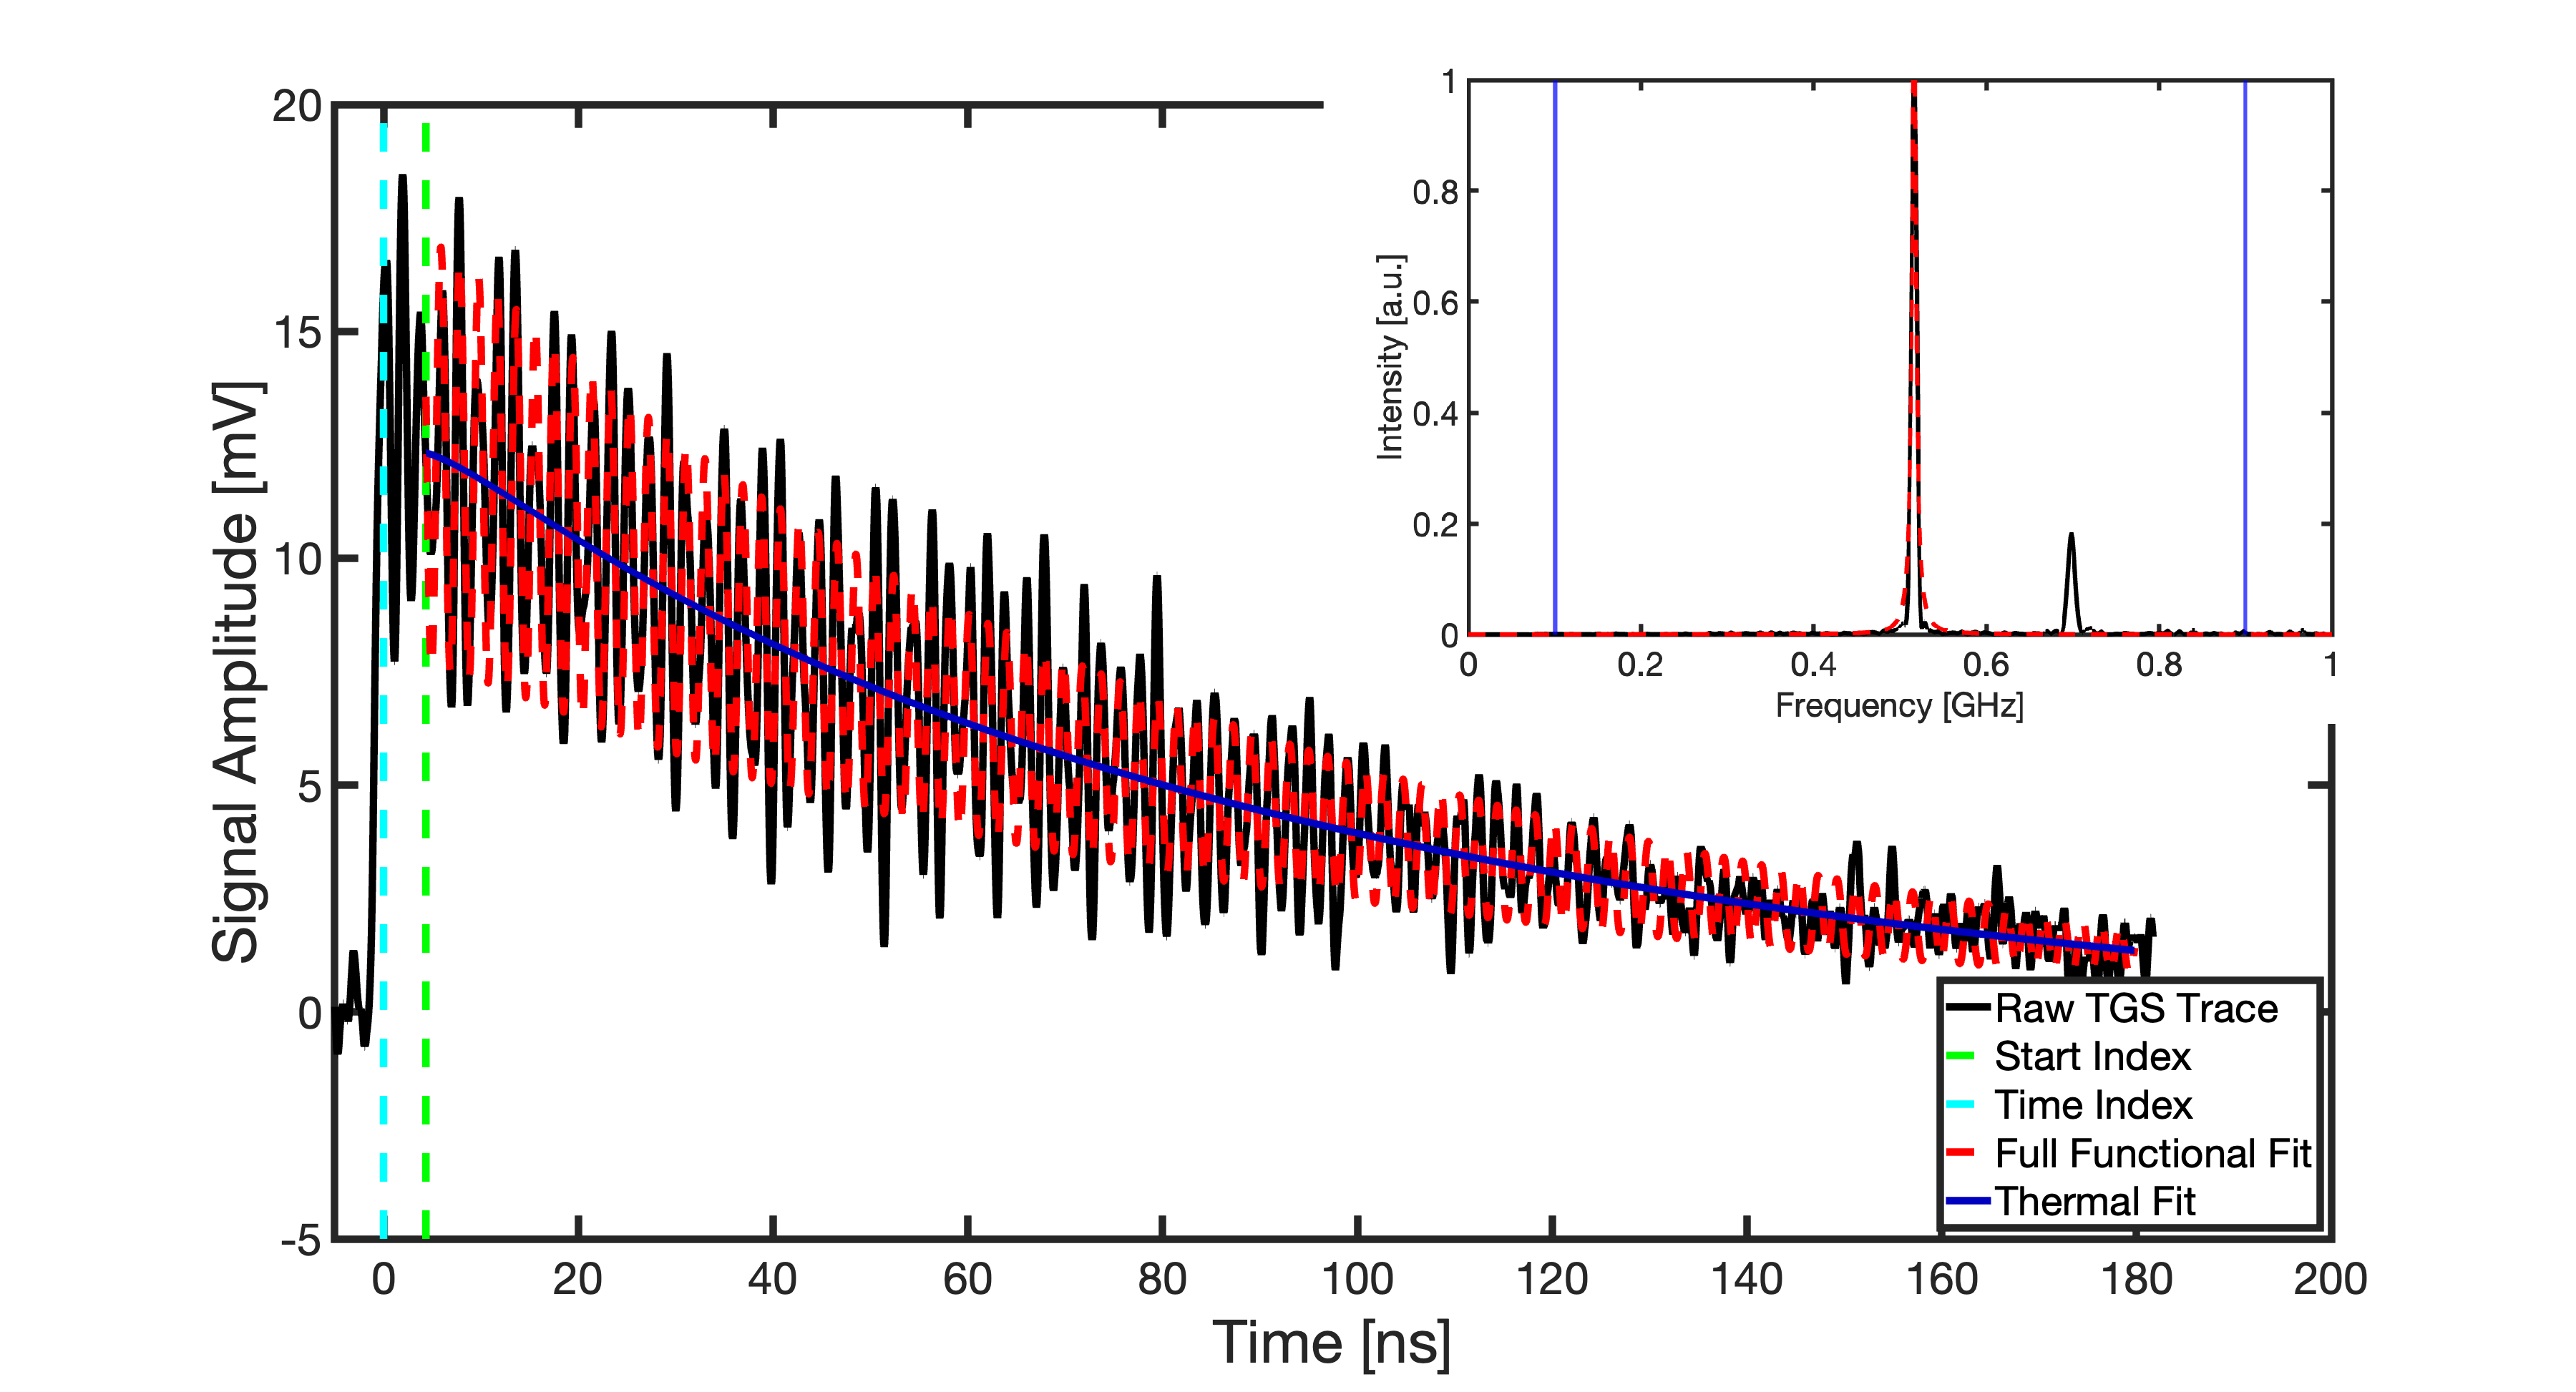 20
15
10
5
0
-5
Signal Amplitude [mV]
0 20 40 60 80 100 120 140 160 180 200
Time [ns]
1
0.8
0.6
0.4
0.2
0
Intensity [a.u.]
0 0.2 0.4 0.6 0.8 1
Frequency [GHz]
Raw TGS Trace
Start Index
Time Index
Full Functional Fit
Thermal Fit